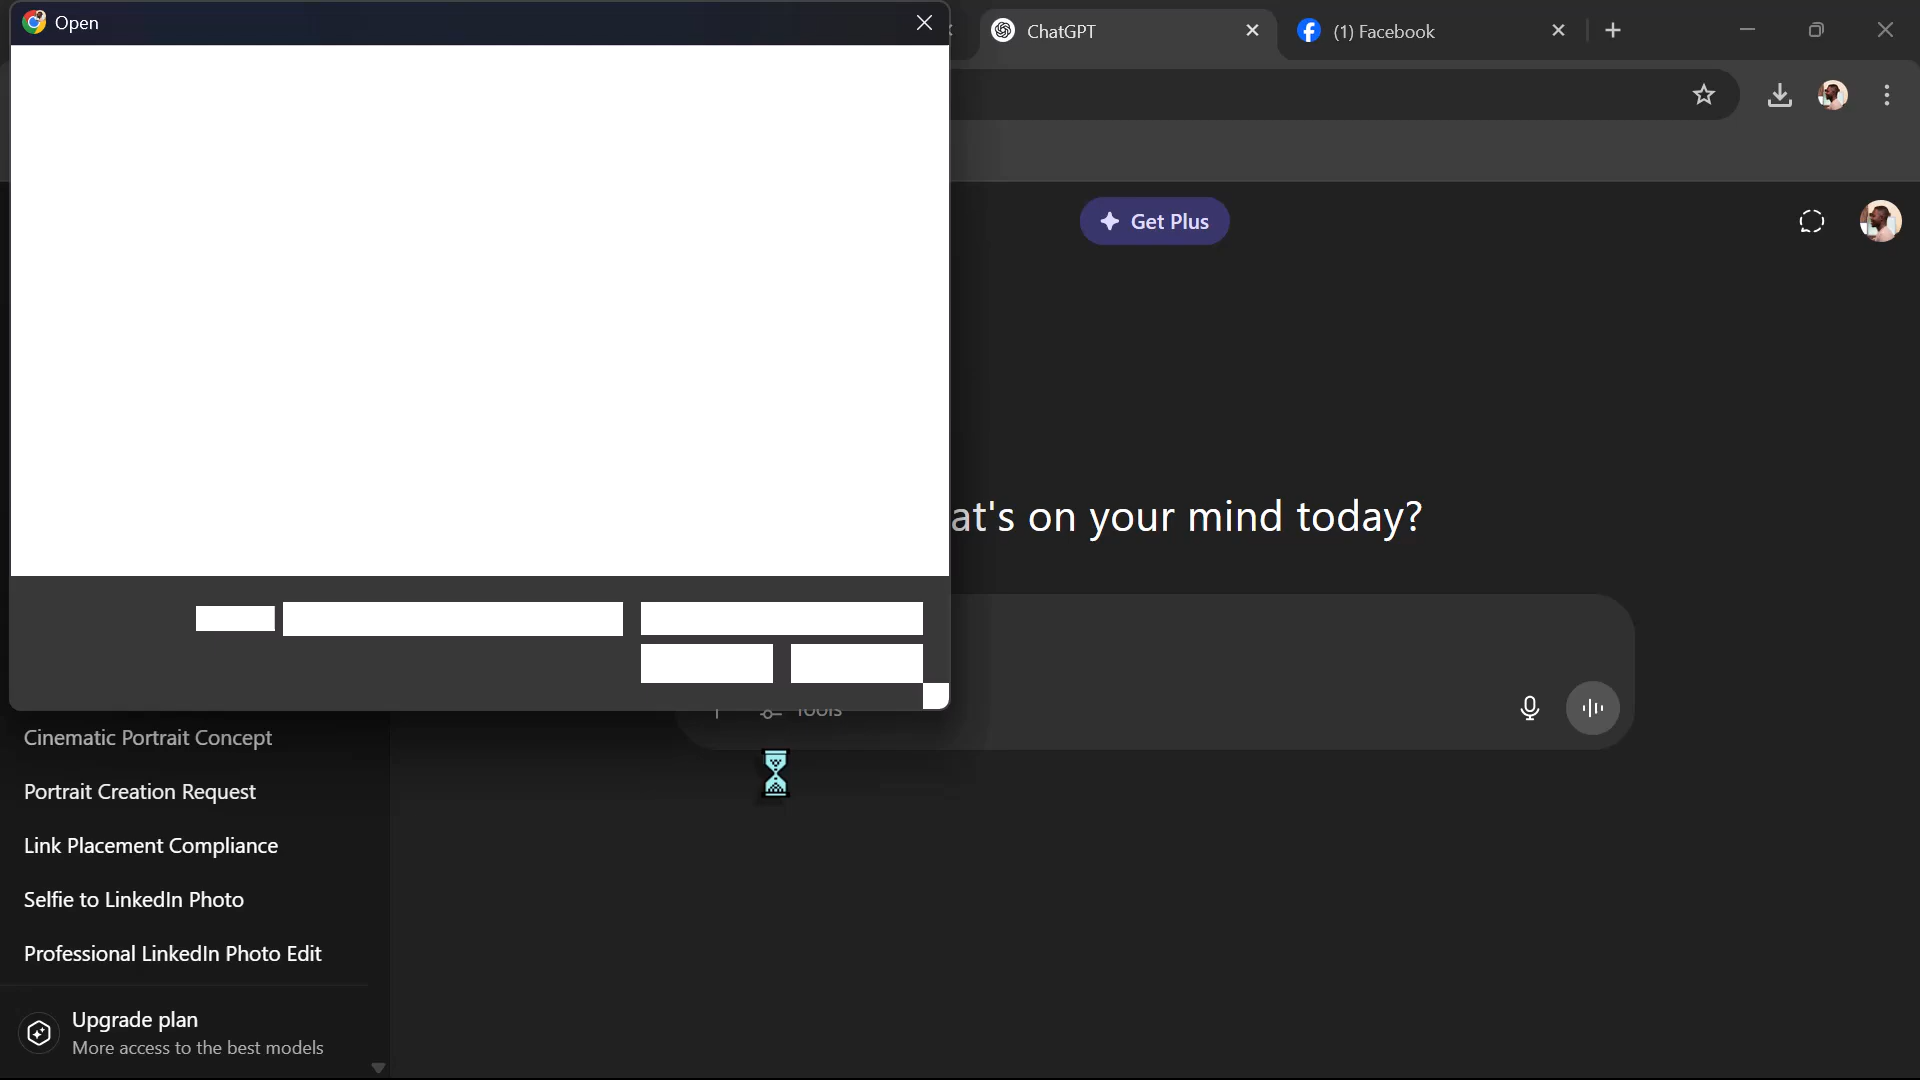 Open
ChatGPT
(1) Facebook
Get Plus
at's on your mind today?
Tools
Cinematic Portrait Concept
Portrait Creation Request
Link Placement Compliance
Selfie to LinkedIn Photo
Professional LinkedIn Photo Edit
Upgrade plan
More access to the best models